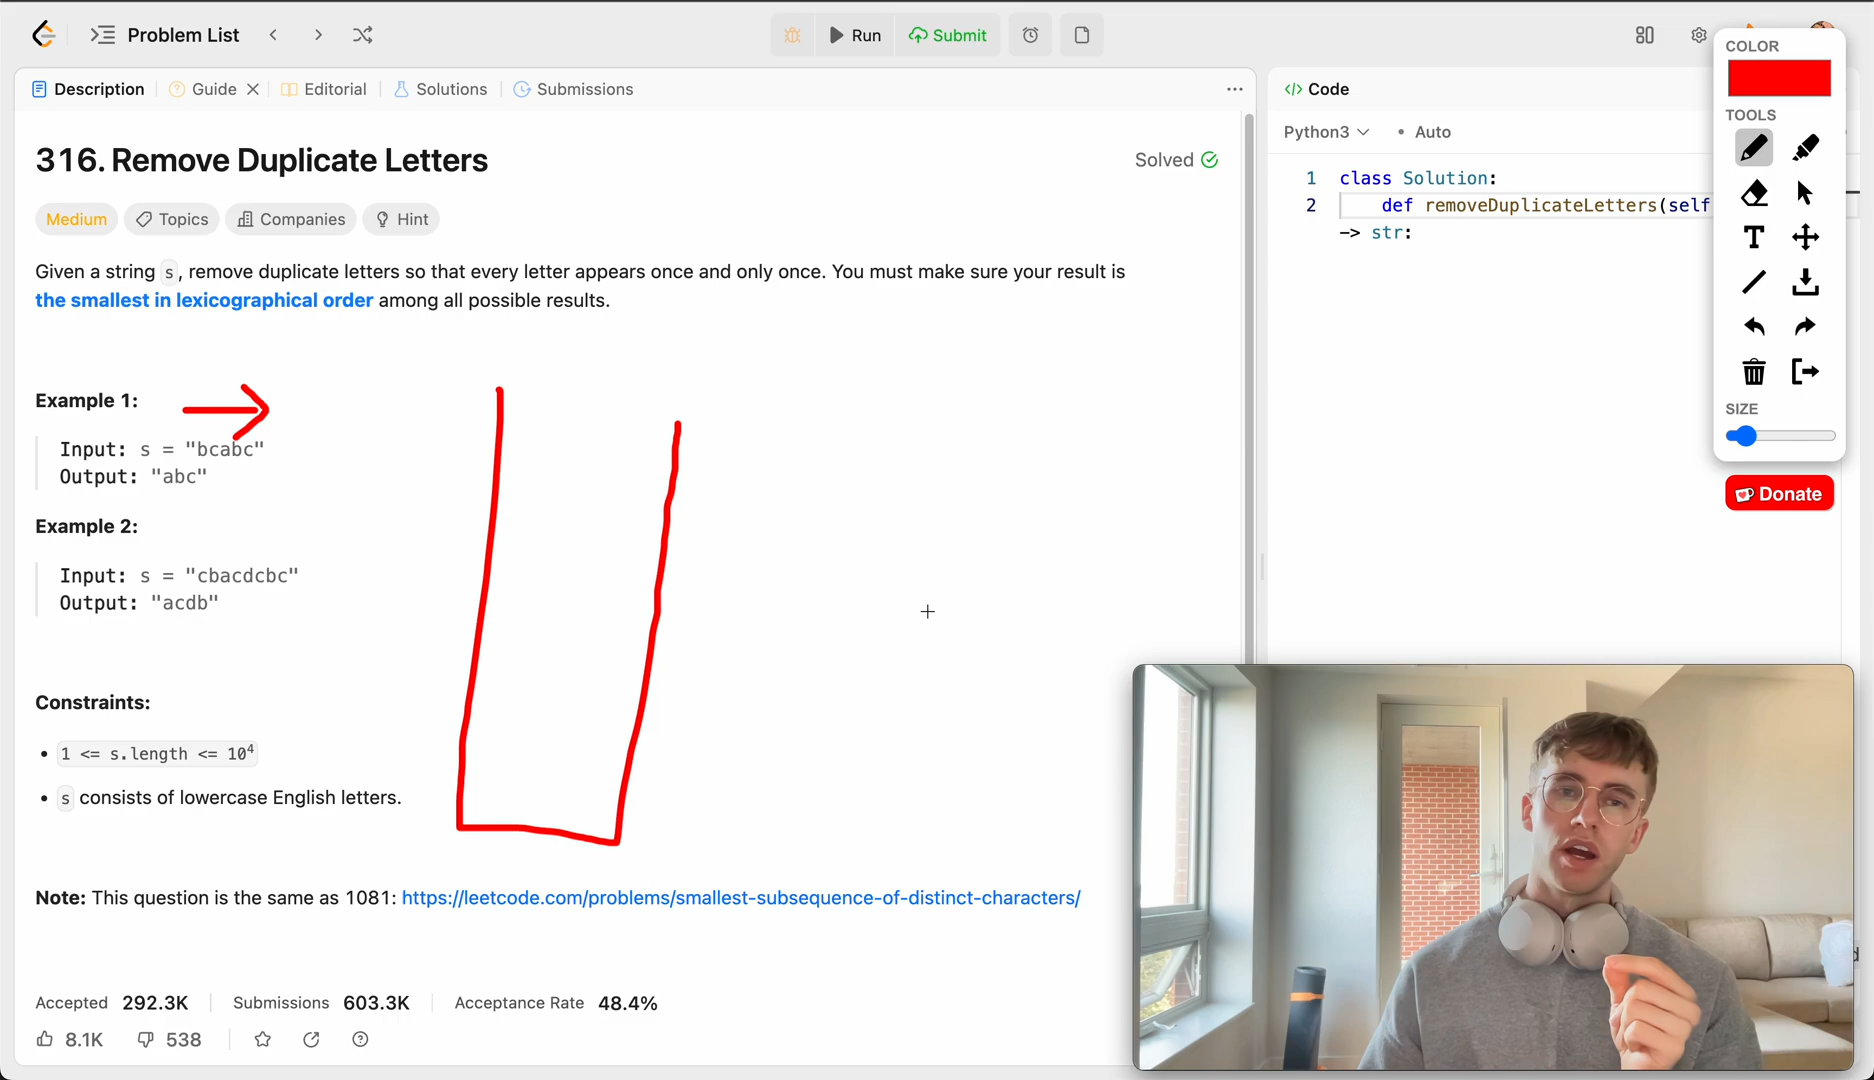 Problem List
Run
Submit
Description
Guide
Editorial
Solutions
Submissions
316. Remove Duplicate Letters
Solved
Medium
Topics
Companies
Hint
Given a string s, remove duplicate letters so that every letter appears once and only once. You must make sure your result is
the smallest in lexicographical order among all possible results.
Example 1:
Input: s = "bcabc"
Output: "abc"
Example 2:
Input: s = "cbacdcbc"
Output: "acdb"
Constraints:
1 <= s.length <= 10⁴
s consists of lowercase English letters.
Note: This question is the same as 1081: https://leetcode.com/problems/smallest-subsequence-of-distinct-characters/
Accepted 292.3K
Submissions 603.3K
Acceptance Rate 48.4%
8.1K
538
</> Code
Python3
Auto
1 class Solution:
2 def removeDuplicateLetters(self
-> str:
COLOR
TOOLS
T
SIZE
Donate